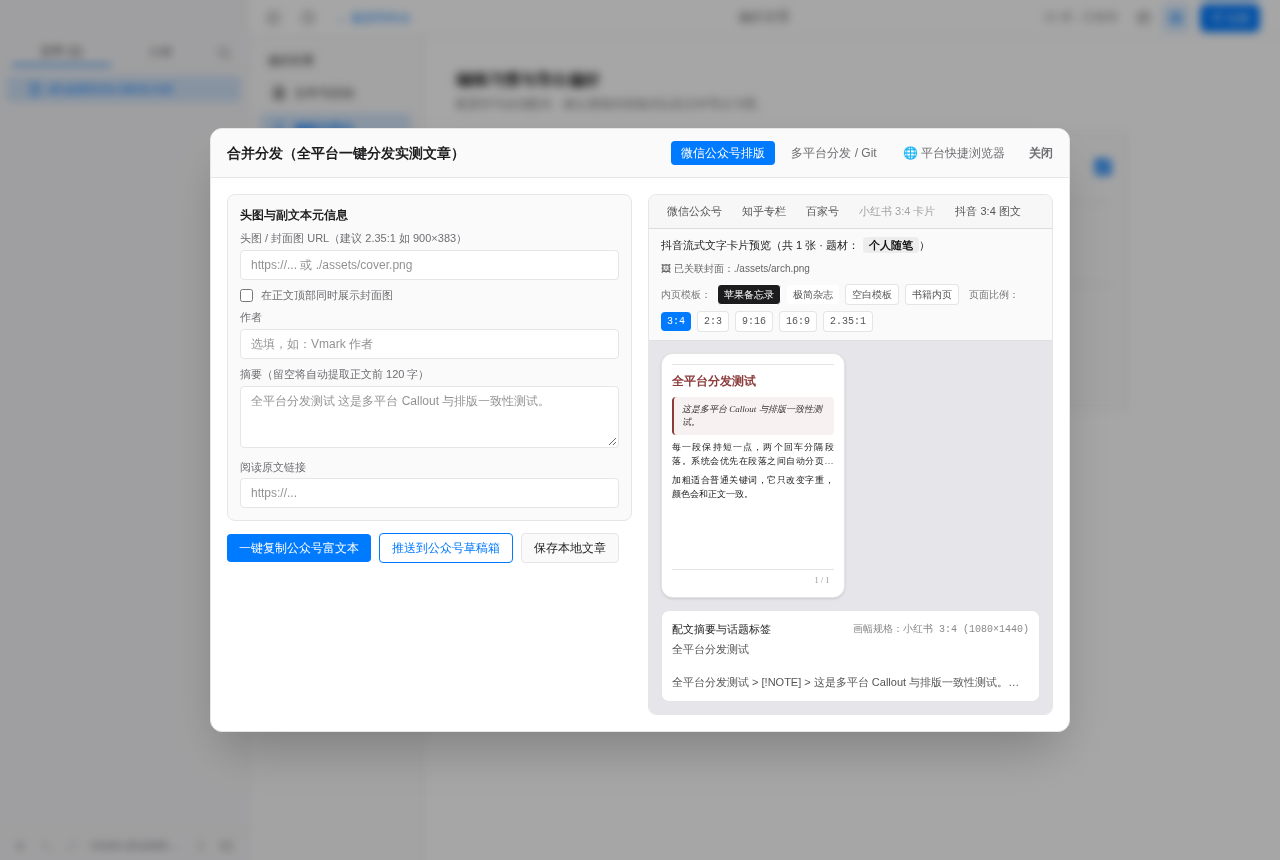 合并分发（全平台一键分发实测文章）
微信公众号排版
多平台分发 / Git
🌐 平台快捷浏览器
关闭
头图与副文本元信息
头图 / 封面图 URL（建议 2.35:1 如 900×383）
https://... 或 ./assets/cover.png
在正文顶部同时展示封面图
作者
选填，如：Vmark 作者
摘要（留空将自动提取正文前 120 字）
全平台分发测试 这是多平台 Callout 与排版一致性测试。
阅读原文链接
https://...
一键复制公众号富文本
推送到公众号草稿箱
保存本地文章
微信公众号
知乎专栏
百家号
小红书 3:4 卡片
抖音 3:4 图文
抖音流式文字卡片预览（共 1 张 · 题材： 个人随笔 ）
🖼 已关联封面：./assets/arch.png
内页模板： 苹果备忘录 极简杂志 空白模板 书籍内页 页面比例：
3:4 2:3 9:16 16:9 2.35:1
全平台分发测试
这是多平台 Callout 与排版一致性测
试。
每一段保持短一点，两个回车分隔段
落。系统会优先在段落之间自动分页…
加粗适合普通关键词，它只改变字重，
颜色会和正文一致。
1 / 1
配文摘要与话题标签
画幅规格：小红书 3:4 (1080×1440)
全平台分发测试
全平台分发测试 > [!NOTE] > 这是多平台 Callout 与排版一致性测试。…